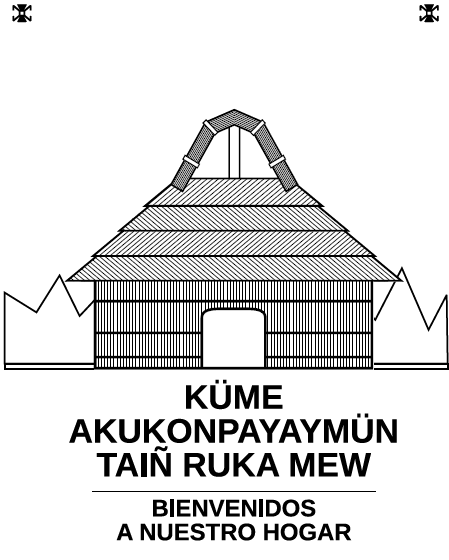 KÜME
AKUKONPAYAYMÜN
TAIÑ RUKA MEW
BIENVENIDOS
A NUESTRO HOGAR